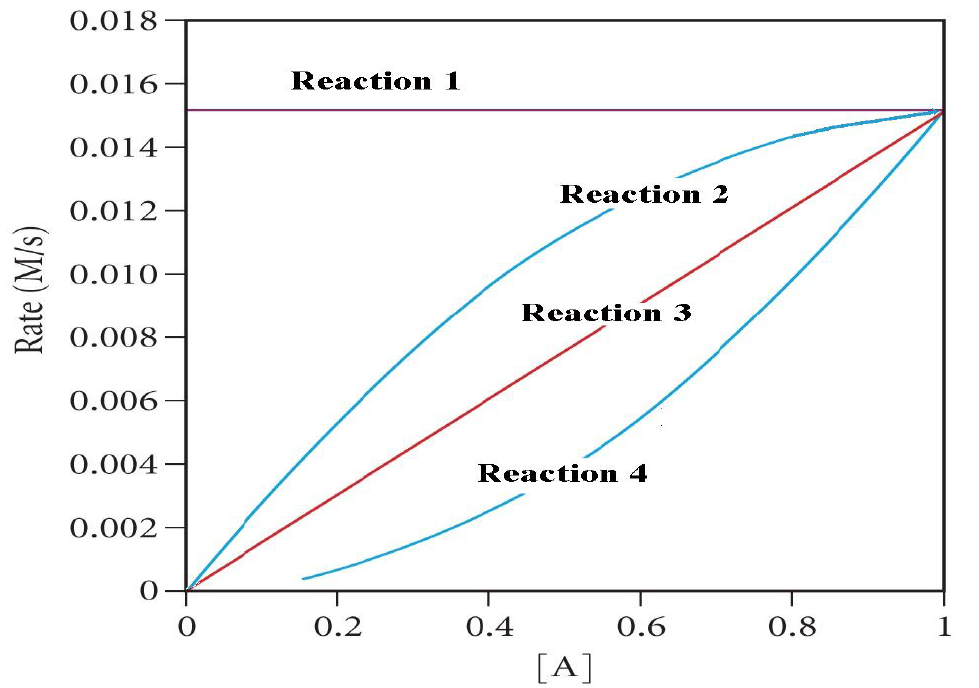 0.018
0.016
Reaction 1
0.014
0.012
Reaction 2
0.010
Rate (M/s)
Reaction 3
0.008
0.006
0.004
Reaction 4
0.002
0
0 0.2 0.4 0.6 0.8 1
[A]